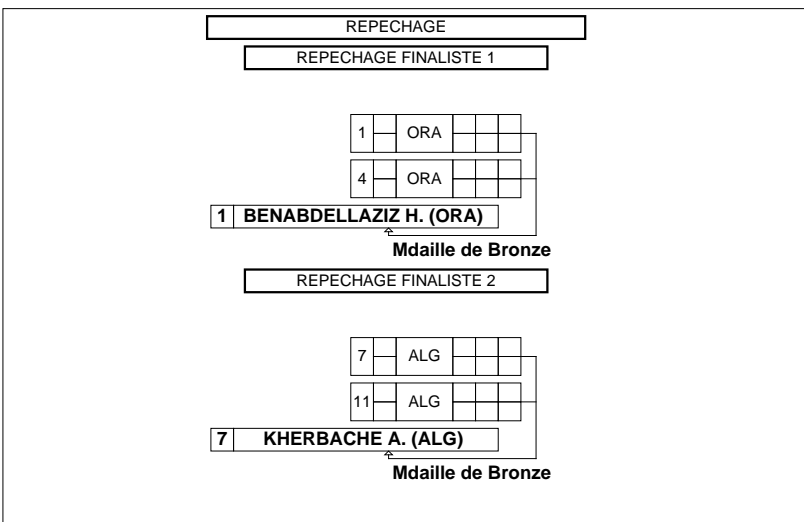 REPECHAGE
REPECHAGE FINALISTE 1
1 ORA
4 ORA
1 BENABDELLAZIZ H. (ORA)
Mdaille de Bronze
REPECHAGE FINALISTE 2
7 ALG
11 ALG
7 KHERBACHE A. (ALG)
Mdaille de Bronze